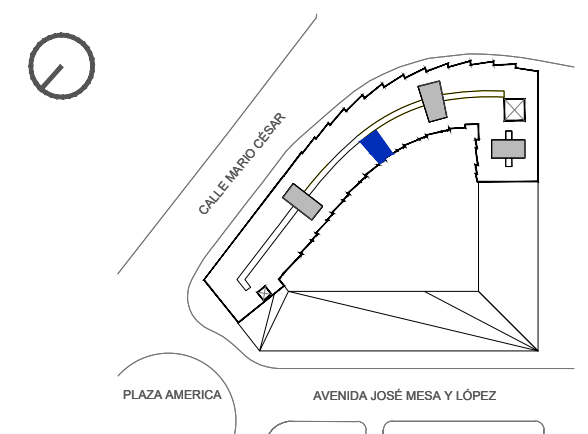 CALLE MARIO CÉSAR
PLAZA AMERICA
AVENIDA JOSÉ MESA Y LÓPEZ